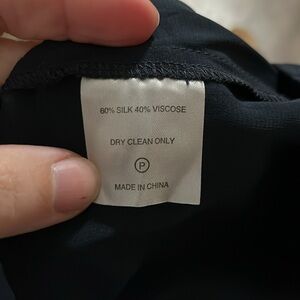 60% SILK 40% VISCOSE
DRY CLEAN ONLY
P
MADE IN CHINA